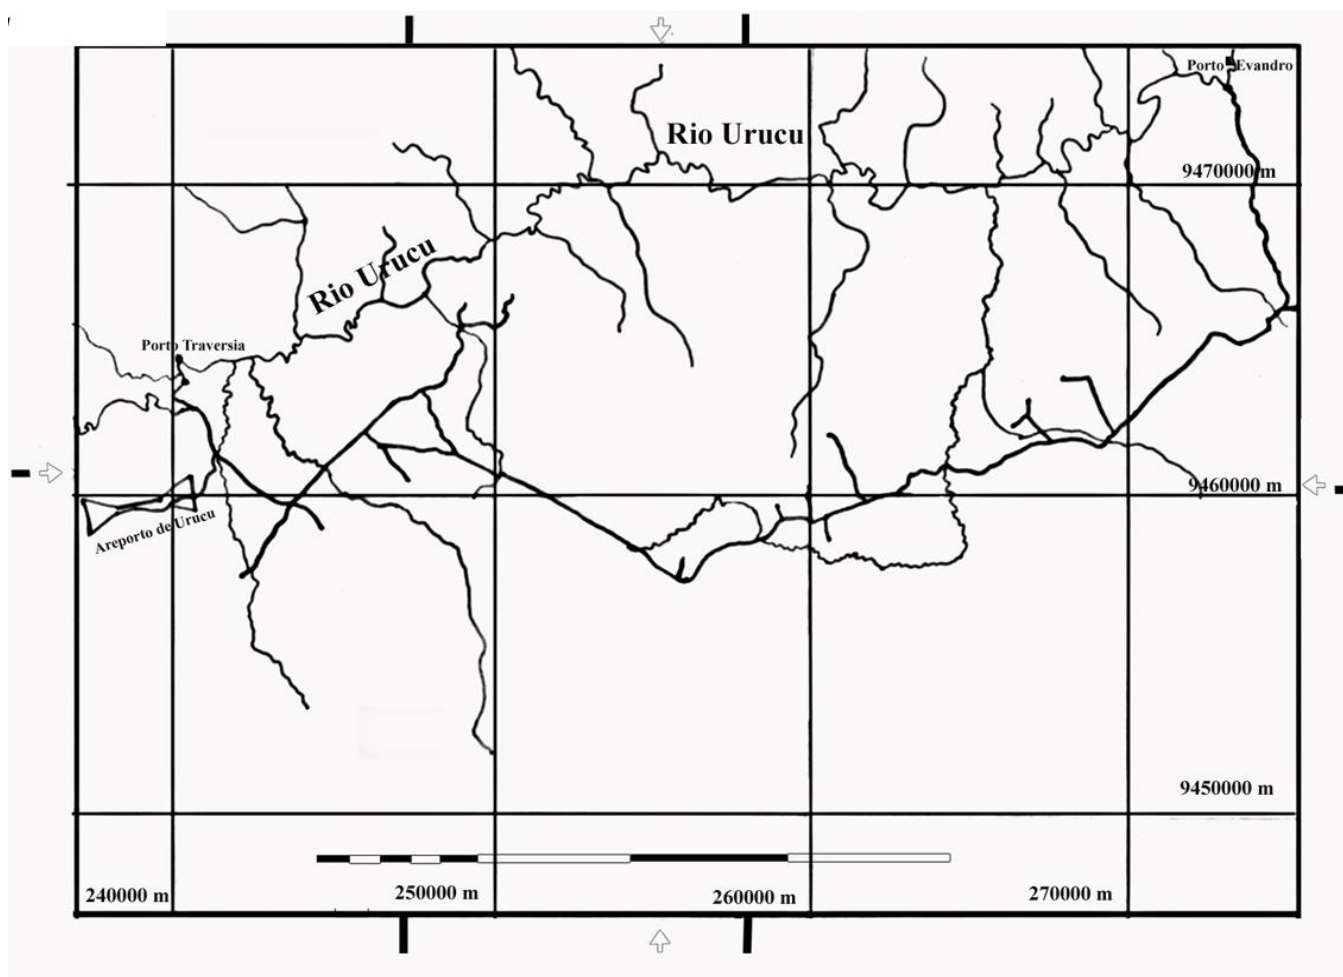 Porto Evandro
Rio Urucu
9470000 m
Rio Urucu
Porto Traversia
9460000 m
Areporto de Urucu
9450000 m
240000 m
250000 m
260000 m
270000 m